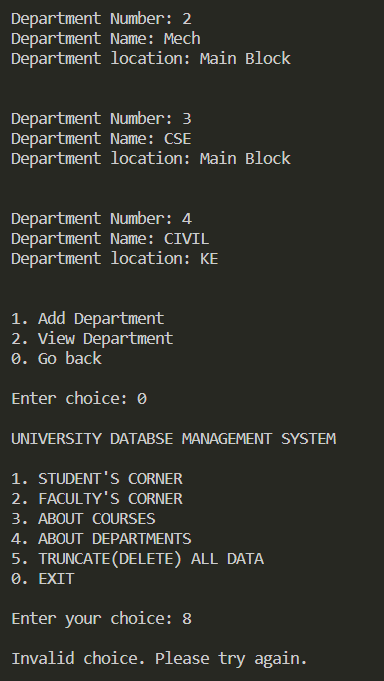 Department Number: 2
Department Name: Mech
Department location: Main Block
Department Number: 3
Department Name: CSE
Department location: Main Block
Department Number: 4
Department Name: CIVIL
Department location: KE
1. Add Department
2. View Department
0. Go back
Enter choice: 0
UNIVERSITY DATABSE MANAGEMENT SYSTEM
1. STUDENT'S CORNER
2. FACULTY'S CORNER
3. ABOUT COURSES
4. ABOUT DEPARTMENTS
5. TRUNCATE(DELETE) ALL DATA
0. EXIT
Enter your choice: 8
Invalid choice. Please try again.